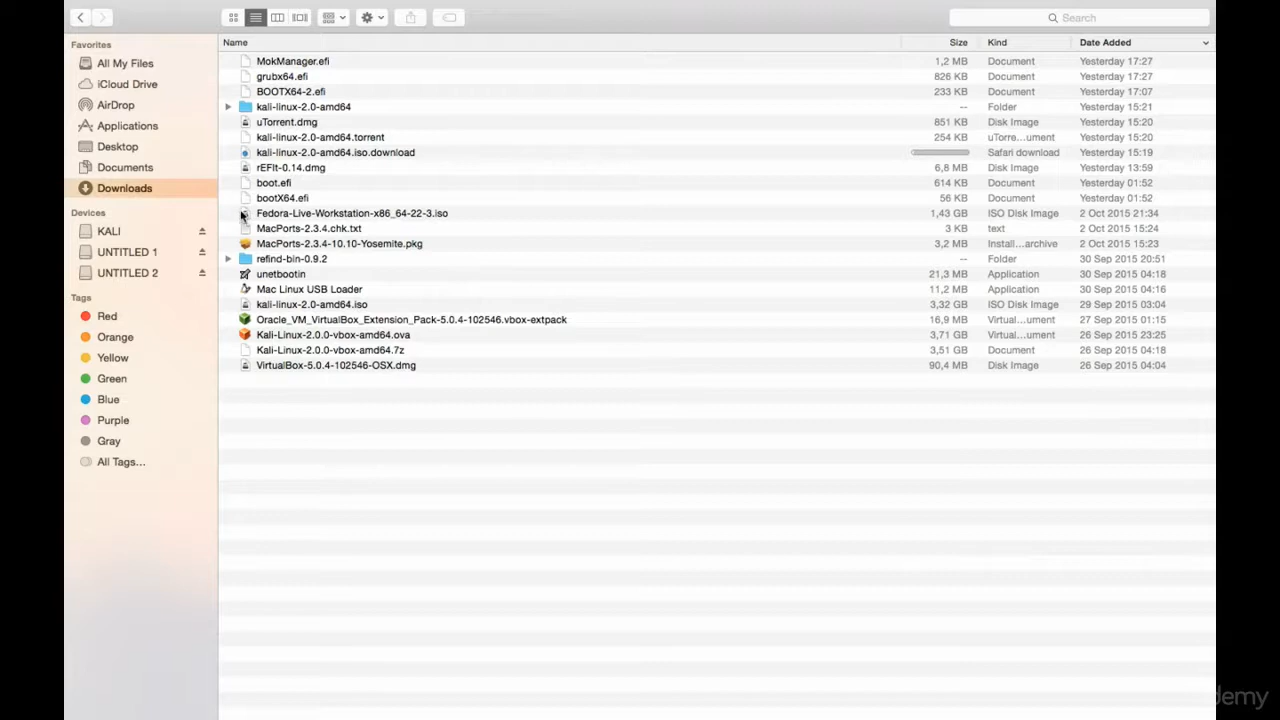 Search
Favorites
All My Files
iCloud Drive
AirDrop
Applications
Desktop
Documents
Downloads
Devices
KALI
UNTITLED 1
UNTITLED 2
Tags
Red
Orange
Yellow
Green
Blue
Purple
Gray
All Tags...
Name Size Kind Date Added
MokManager.efi 1,2 MB Document Yesterday 17:27
grubx64.efi 826 KB Document Yesterday 17:27
BOOTX64-2.efi 233 KB Document Yesterday 17:07
kali-linux-2.0-amd64 -- Folder Yesterday 15:21
uTorrent.dmg 851 KB Disk Image Yesterday 15:20
kali-linux-2.0-amd64.torrent 254 KB uTorre...ument Yesterday 15:20
kali-linux-2.0-amd64.iso.download Safari download Yesterday 15:19
rEFIt-0.14.dmg 6,8 MB Disk Image Yesterday 13:59
boot.efi 614 KB Document Yesterday 01:52
bootX64.efi 56 KB Document Yesterday 01:52
Fedora-Live-Workstation-x86_64-22-3.iso 1,43 GB ISO Disk Image 2 Oct 2015 21:34
MacPorts-2.3.4.chk.txt 3 KB text 2 Oct 2015 15:24
MacPorts-2.3.4-10.10-Yosemite.pkg 3,2 MB Install...archive 2 Oct 2015 15:23
refind-bin-0.9.2 -- Folder 30 Sep 2015 20:51
unetbootin 21,3 MB Application 30 Sep 2015 04:18
Mac Linux USB Loader 11,2 MB Application 30 Sep 2015 04:16
kali-linux-2.0-amd64.iso 3,32 GB ISO Disk Image 29 Sep 2015 03:04
Oracle_VM_VirtualBox_Extension_Pack-5.0.4-102546.vbox-extpack 16,9 MB Virtual...ument 27 Sep 2015 01:15
Kali-Linux-2.0.0-vbox-amd64.ova 3,71 GB Virtual...ument 26 Sep 2015 23:25
Kali-Linux-2.0.0-vbox-amd64.7z 3,51 GB Document 26 Sep 2015 04:18
VirtualBox-5.0.4-102546-OSX.dmg 90,4 MB Disk Image 26 Sep 2015 04:04
demy